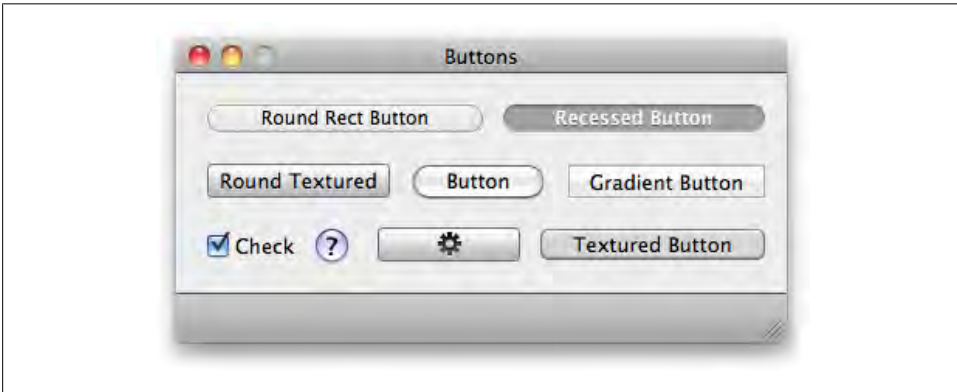 Buttons
Round Rect Button Recessed Button
Round Textured Button Gradient Button
Check ? Textured Button